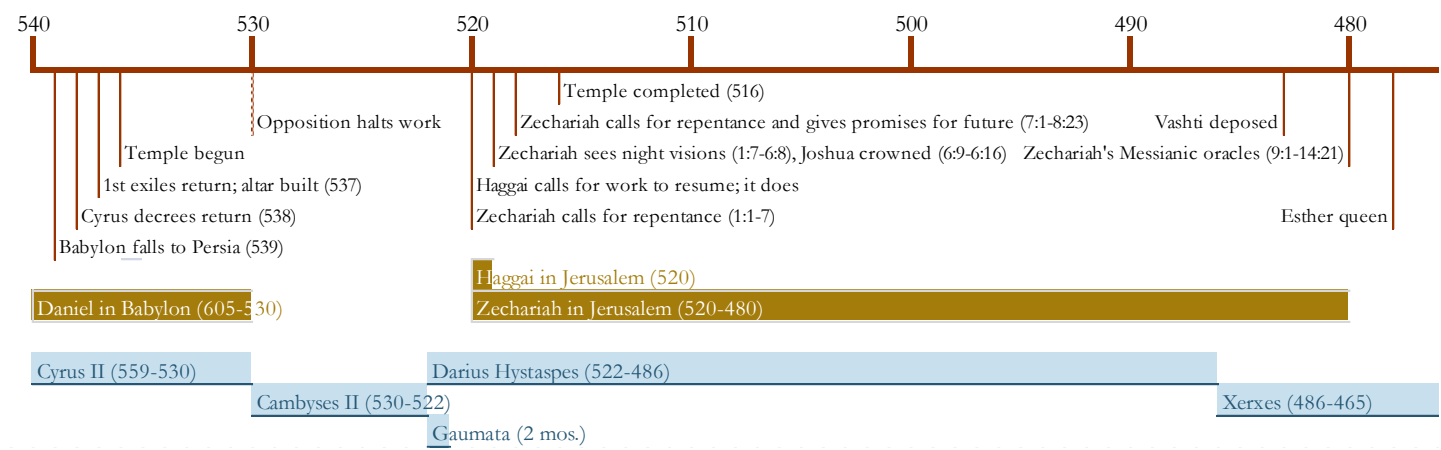 540 530 520 510 500 490 480
Temple completed (516)
Opposition halts work
Zechariah calls for repentance and gives promises for future (7:1-8:23)
Vashti deposed
Temple begun
Zechariah sees night visions (1:7-6:8), Joshua crowned (6:9-6:16)
Zechariah's Messianic oracles (9:1-14:21)
1st exiles return; altar built (537)
Haggai calls for work to resume; it does
Cyrus decrees return (538)
Zechariah calls for repentance (1:1-7)
Esther queen
Babylon falls to Persia (539)
Haggai in Jerusalem (520)
Daniel in Babylon (605-530)
Zechariah in Jerusalem (520-480)
Cyrus II (559-530)
Darius Hystaspes (522-486)
Cambyses II (530-522)
Xerxes (486-465)
Gaumata (2 mos.)